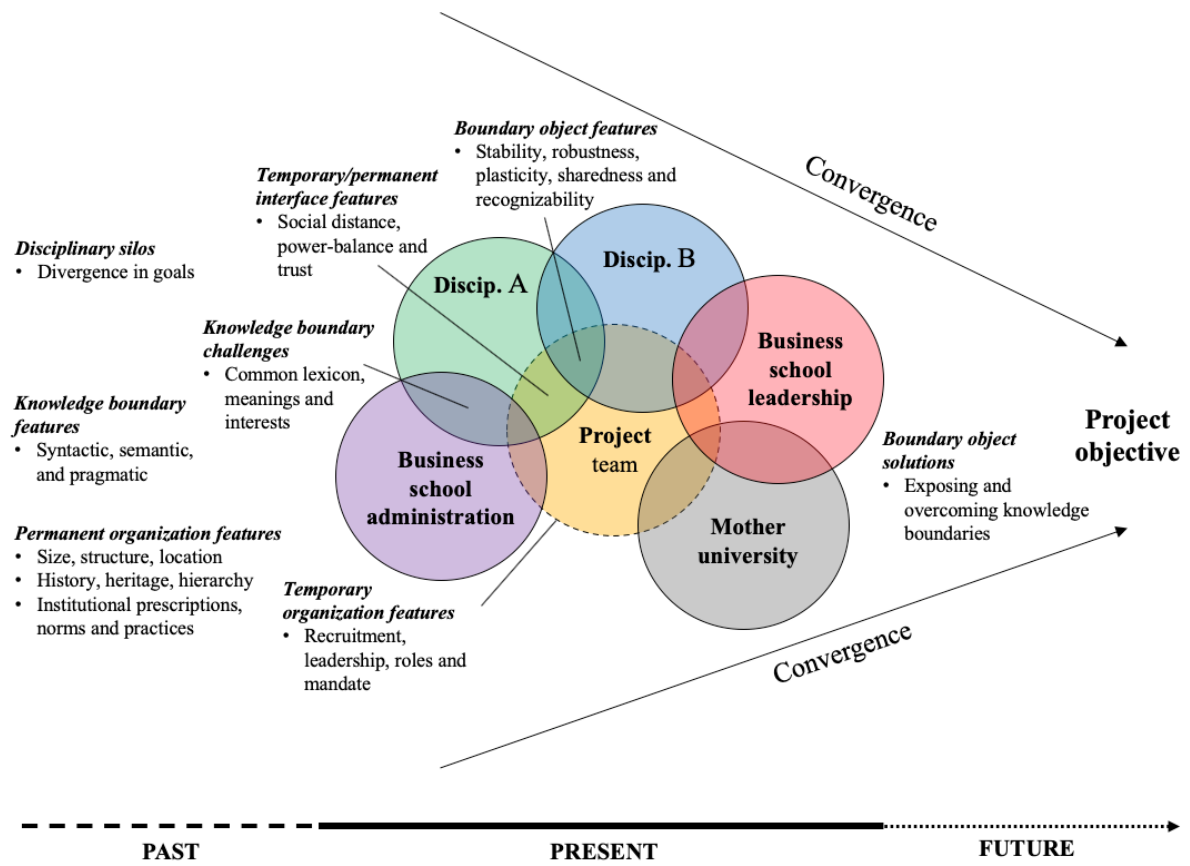 Convergence
Boundary object features
• Stability, robustness,
plasticity, sharedness and
recognizability
Temporary/permanent
interface features
• Social distance,
power-balance and
trust
Disciplinary silos
• Divergence in goals
Discip. A
Discip. B
Knowledge boundary
challenges
• Common lexicon,
meanings and
interests
Business
school
leadership
Knowledge boundary
features
• Syntactic, semantic,
and pragmatic
Project
team
Business
school
administration
Boundary object
solutions
• Exposing and
overcoming knowledge
boundaries
Project
objective
Mother
university
Permanent organization features
• Size, structure, location
• History, heritage, hierarchy
• Institutional prescriptions,
norms and practices
Temporary
organization features
• Recruitment,
leadership, roles and
mandate
Convergence
PAST
PRESENT
FUTURE